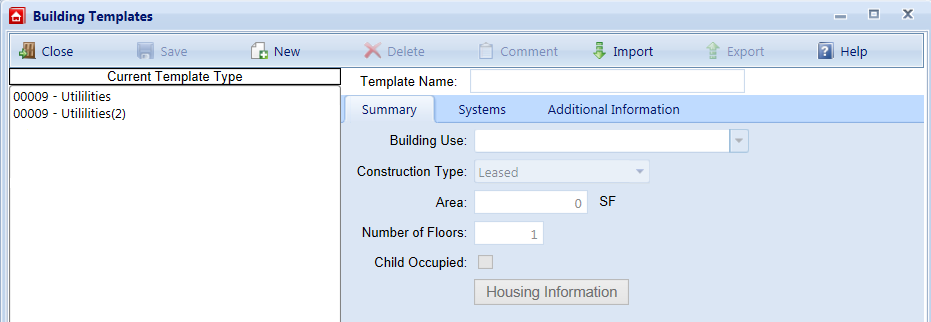 Building Templates
Close Save New Delete Comment Import Export Help
Current Template Type
00009 - Utililities
00009 - Utililities(2)
Template Name:
Summary Systems Additional Information
Building Use:
Construction Type: Leased
Area: 0 SF
Number of Floors: 1
Child Occupied:
Housing Information